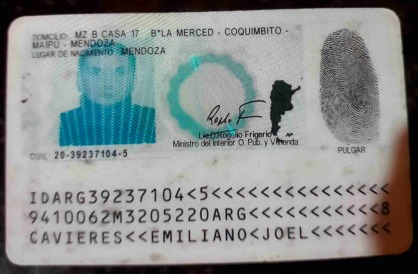 DOMICILIO: MZ B CASA 17 B°LA MERCED - COQUIMBITO -
MAIPU - MENDOZA
LUGAR DE NACIMIENTO: MENDOZA
Lic. Rogelio Frigerio
Ministro del Interior O. Pub. y Vivienda
CUIL: 20-39237104-5
PULGAR
IDARG39237104<5<<<<<<<<<<<<<<<
9410062M3205220ARG<<<<<<<<<<<8
CAVIERES<<EMILIANO<JOEL<<<<<<<